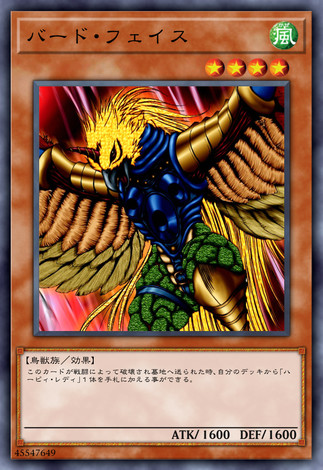 バード・フェイス
風
【鳥獣族／効果】
このカードが戦闘によって破壊され墓地へ送られた時、自分のデッキから「ハ
ーピィ・レディ」１体を手札に加える事ができる。
ATK/ 1600 DEF/1600
45547649